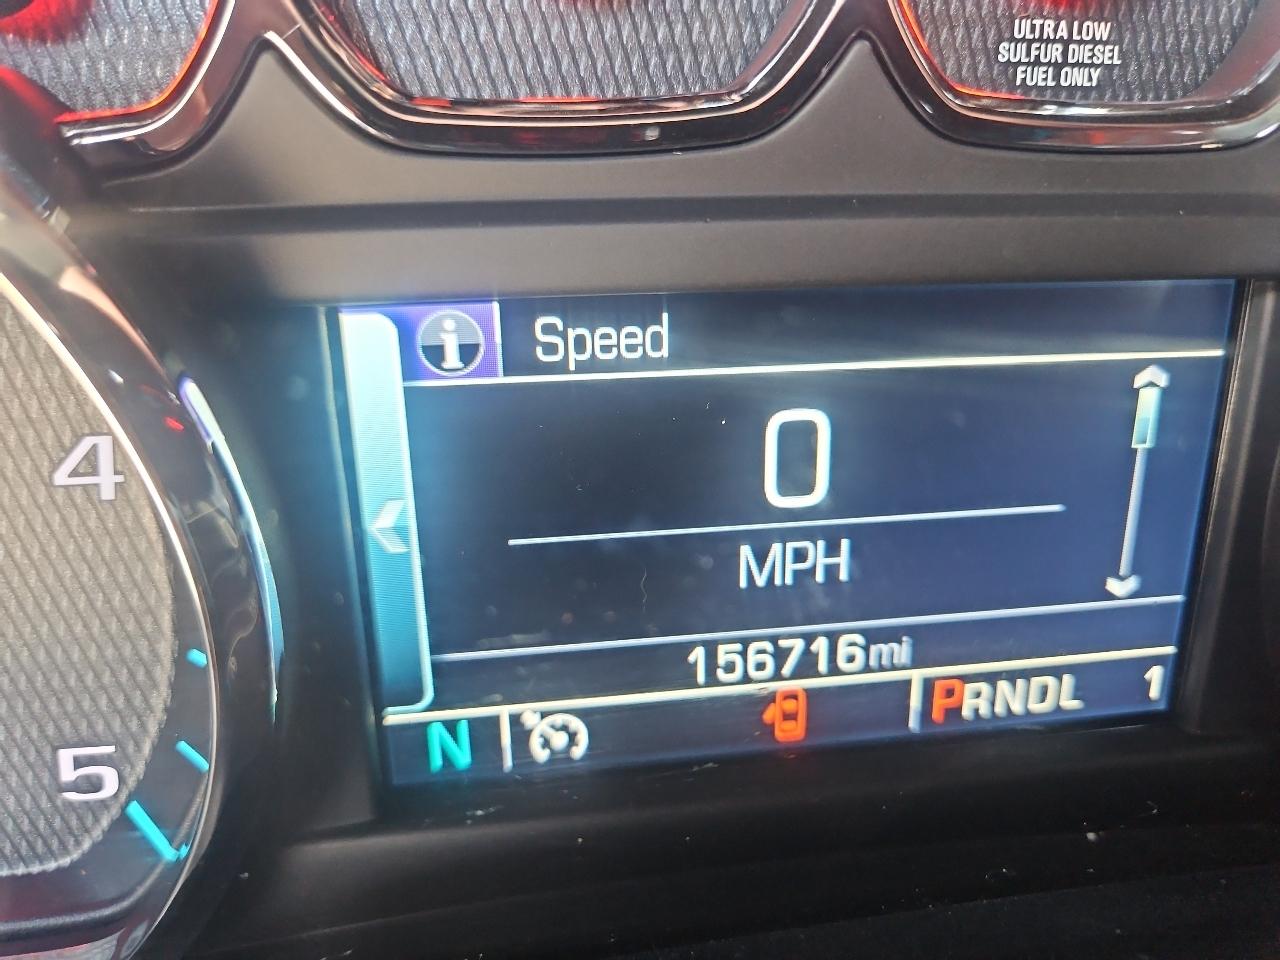 ULTRA LOW
SULFUR DIESEL
FUEL ONLY
i Speed
0
MPH
156716mi
N
PRNDL 1
4
5